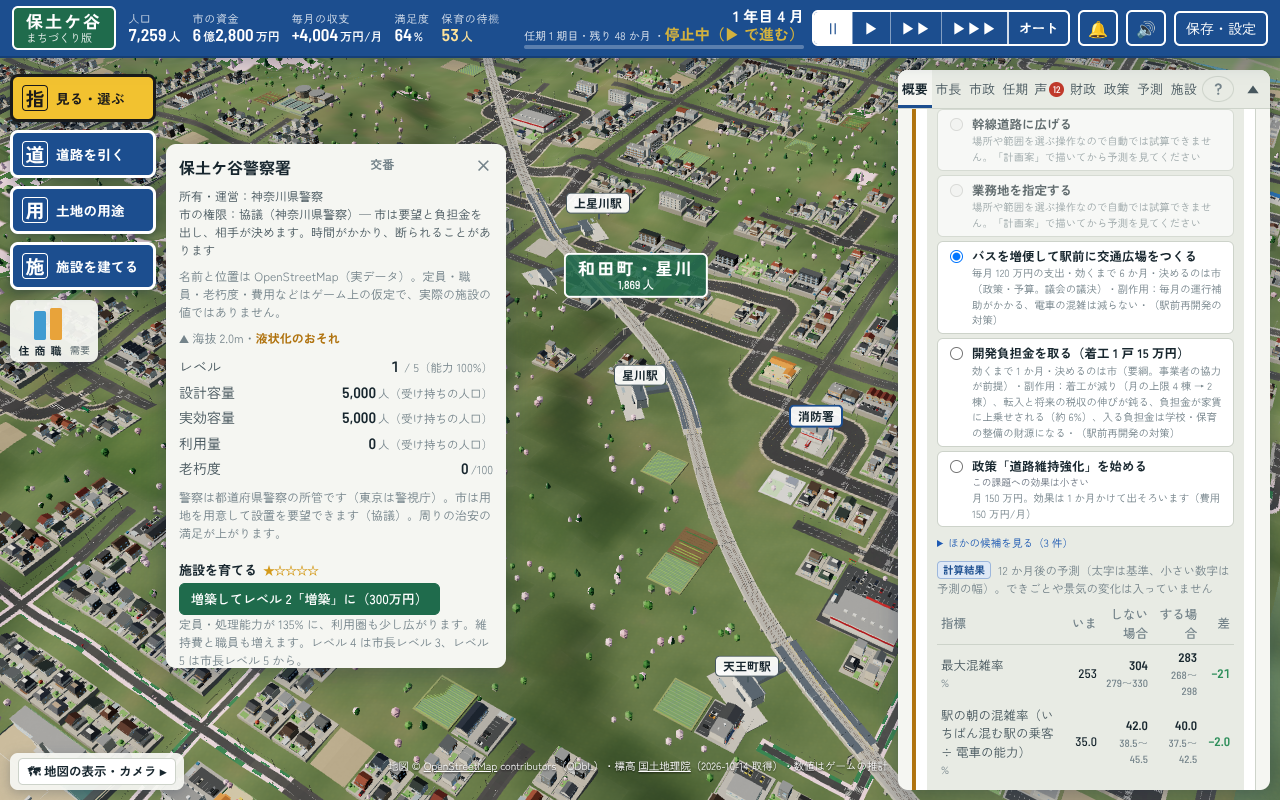 保土ケ谷
まちづくり版
人口
7,259人
市の資金
6億2,800万円
毎月の収支
+4,004万円/月
満足度
64%
保育の待機
53人
1年目4月
任期1期目・残り 48 か月・停止中（▶ で進む）
オート
保存・設定
指 見る・選ぶ
道 道路を引く
用 土地の用途
施 施設を建てる
住 商 職 需要
保土ケ谷警察署
交番
所有・運営：神奈川県警察
市の権限：協議（神奈川県警察）— 市は要望と負担金を
出し、相手が決めます。時間がかかり、断られることがあ
ります
名前と位置は OpenStreetMap（実データ）。定員・職
員・老朽度・費用などはゲーム上の仮定で、実際の施設の
値ではありません。
▲ 海抜 2.0m・液状化のおそれ
レベル 1 / 5（能力 100%）
設計容量 5,000人（受け持ちの人口）
実効容量 5,000人（受け持ちの人口）
利用量 0人（受け持ちの人口）
老朽度 0/100
警察は都道府県警察の所管です（東京は警視庁）。市は用
地を用意して設置を要望できます（協議）。周りの治安の
満足が上がります。
施設を育てる ★☆☆☆☆
増築してレベル 2「増築」に（300万円）
定員・処理能力が 135% に、利用圏も少し広がります。維
持費と職員も増えます。レベル 4 は市長レベル 3、レベル
5 は市長レベル 5 から。
上星川駅
和田町・星川
1,869 人
星川駅
消防署
天王町駅
地図の表示・カメラ ▸
地図 © OpenStreetMap contributors（ODbL）・標高 国土地理院（2026-10-14 取得）・数値はゲームの推計
概要 市長 市政 任期 声 12 財政 政策 予測 施設 ? ▲
幹線道路に広げる
場所や範囲を選ぶ操作なので自動では試算できませ
ん。「計画案」で描いてから予測を見てください
業務地を指定する
場所や範囲を選ぶ操作なので自動では試算できませ
ん。「計画案」で描いてから予測を見てください
バスを増便して駅前に交通広場をつくる
毎月 120 万円の支出・効くまで 6 か月・決めるのは市
（政策・予算。議会の議決）・副作用：毎月の運行補
助がかかる、電車の混雑は減らない・（駅前再開発の
対策）
開発負担金を取る（着工 1 戸 15 万円）
効くまで 1 か月・決めるのは市（要綱。事業者の協力
が前提）・副作用：着工が減り（月の上限 4 棟 → 2
棟）、転入と将来の税収の伸びが鈍る、負担金が家賃
に上乗せされる（約 6%）、入る負担金は学校・保育
の整備の財源になる・（駅前再開発の対策）
政策「道路維持強化」を始める
この課題への効果は小さい
月 150 万円。効果は 1 か月かけて出そろいます（費用
150 万円/月）
▶ ほかの候補を見る（3 件）
計算結果 12 か月後の予測（太字は基準、小さい数字は
予測の幅）。できごとや景気の変化は入っていません
指標 いま しない場合 する場合 差
最大混雑率 % 253 304 279〜330 283 268〜298 −21
駅の朝の混雑率（いちばん混む駅の乗客÷ 電車の能力） % 35.0 42.0 38.5〜45.5 40.0 37.5〜42.5 −2.0